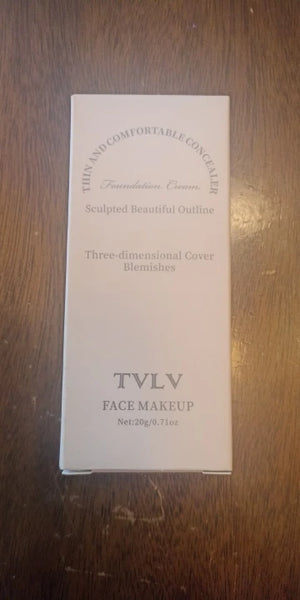 THIN AND COMFORTABLE CONCEALER
Foundation Cream
Sculpted Beautiful Outline
Three-dimensional Cover
Blemishes
TVLV
FACE MAKEUP
Net:20g/0.71oz